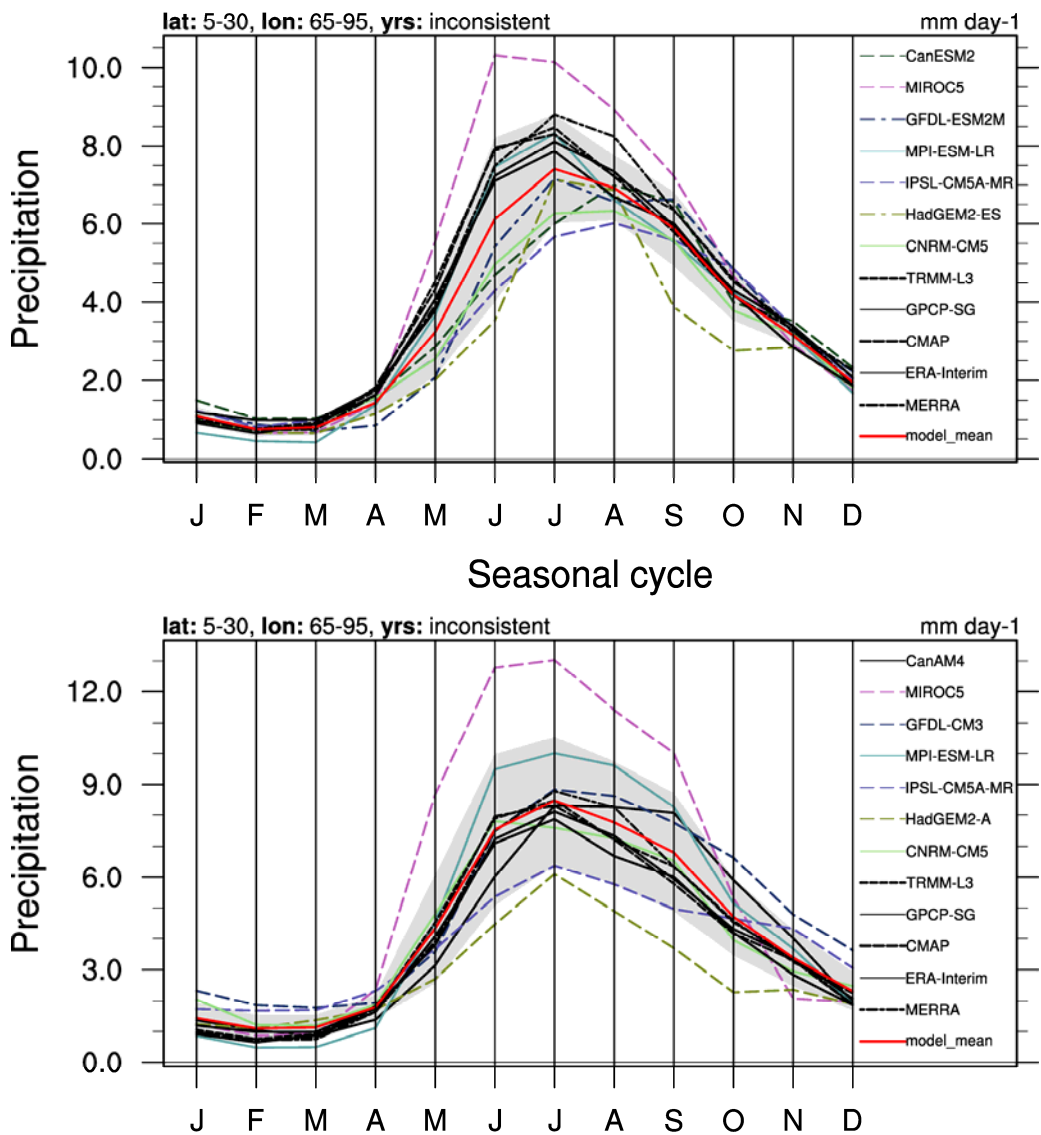 lat: 5-30, lon: 65-95, yrs: inconsistent mm day-1
10.0
8.0
6.0
4.0
2.0
0.0
Precipitation
CanESM2
MIROC5
GFDL-ESM2M
MPI-ESM-LR
IPSL-CM5A-MR
HadGEM2-ES
CNRM-CM5
TRMM-L3
GPCP-SG
CMAP
ERA-Interim
MERRA
model_mean
J F M A M J J A S O N D
Seasonal cycle
lat: 5-30, lon: 65-95, yrs: inconsistent mm day-1
12.0
9.0
6.0
3.0
0.0
Precipitation
CanAM4
MIROC5
GFDL-CM3
MPI-ESM-LR
IPSL-CM5A-MR
HadGEM2-A
CNRM-CM5
TRMM-L3
GPCP-SG
CMAP
ERA-Interim
MERRA
model_mean
J F M A M J J A S O N D